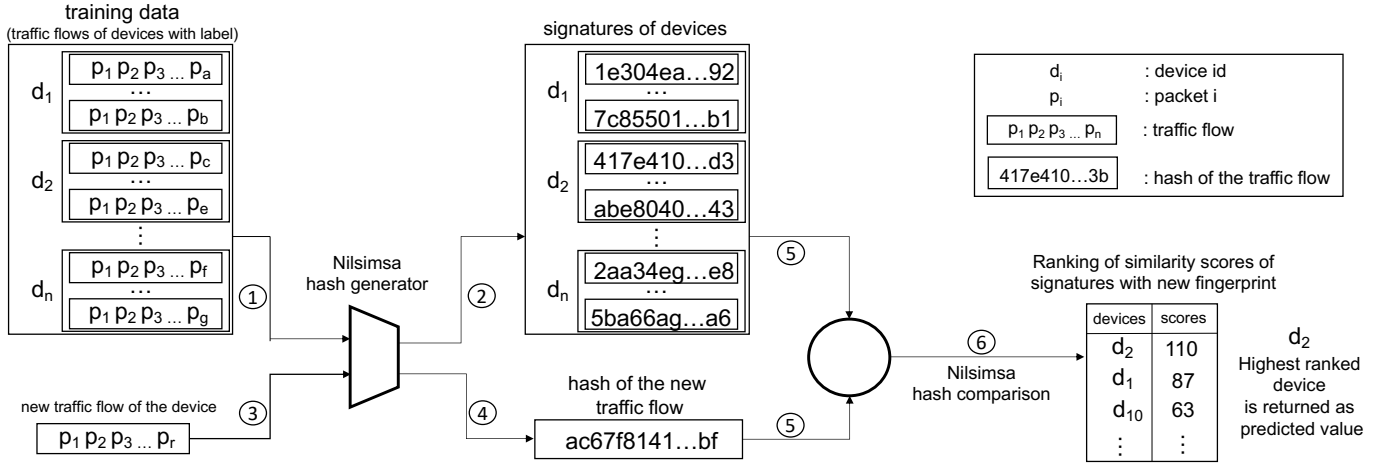 training data
(traffic flows of devices with label)
d1
p1 p2 p3 ... pa
...
p1 p2 p3 ... pb
d2
p1 p2 p3 ... pc
...
p1 p2 p3 ... pe
⋮
dn
p1 p2 p3 ... pf
...
p1 p2 p3 ... pg
new traffic flow of the device
p1 p2 p3 ... pr
1
3
Nilsimsa
hash generator
2
4
signatures of devices
d1
1e304ea...92
...
7c85501...b1
d2
417e410...d3
...
abe8040...43
⋮
dn
2aa34eg...e8
...
5ba66ag...a6
hash of the new
traffic flow
ac67f8141...bf
5
5
6
Nilsimsa
hash comparison
di : device id
pi : packet i
p1 p2 p3 ... pn : traffic flow
417e410...3b : hash of the traffic flow
Ranking of similarity scores of
signatures with new fingerprint
devices scores
d2 110
d1 87
d10 63
⋮ ⋮
d2
Highest ranked
device
is returned as
predicted value